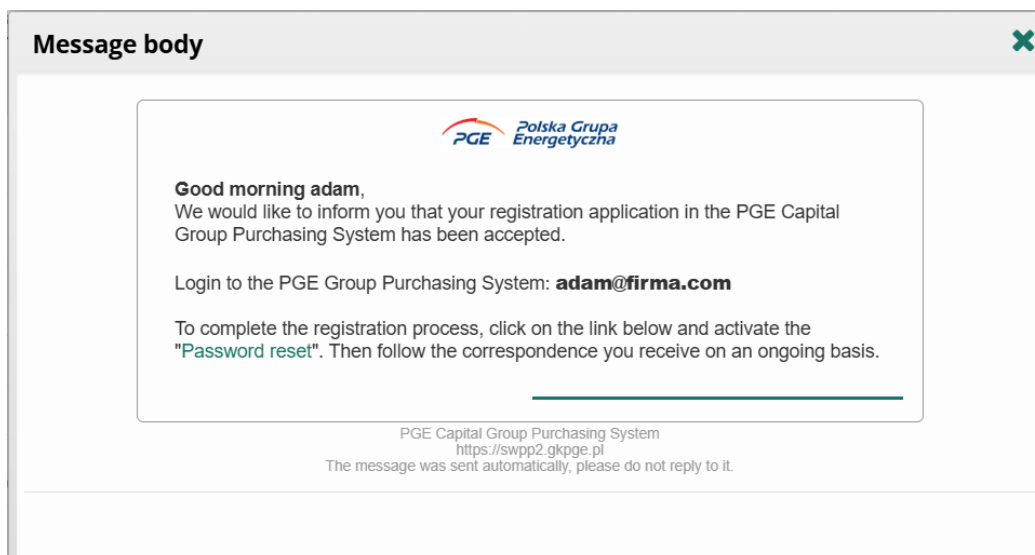 Message body
PGE Polska Grupa
Energetyczna
Good morning adam,
We would like to inform you that your registration application in the PGE Capital
Group Purchasing System has been accepted.
Login to the PGE Group Purchasing System: adam@firma.com
To complete the registration process, click on the link below and activate the
"Password reset". Then follow the correspondence you receive on an ongoing basis.
PGE Capital Group Purchasing System
https://swpp2.gkpge.pl
The message was sent automatically, please do not reply to it.